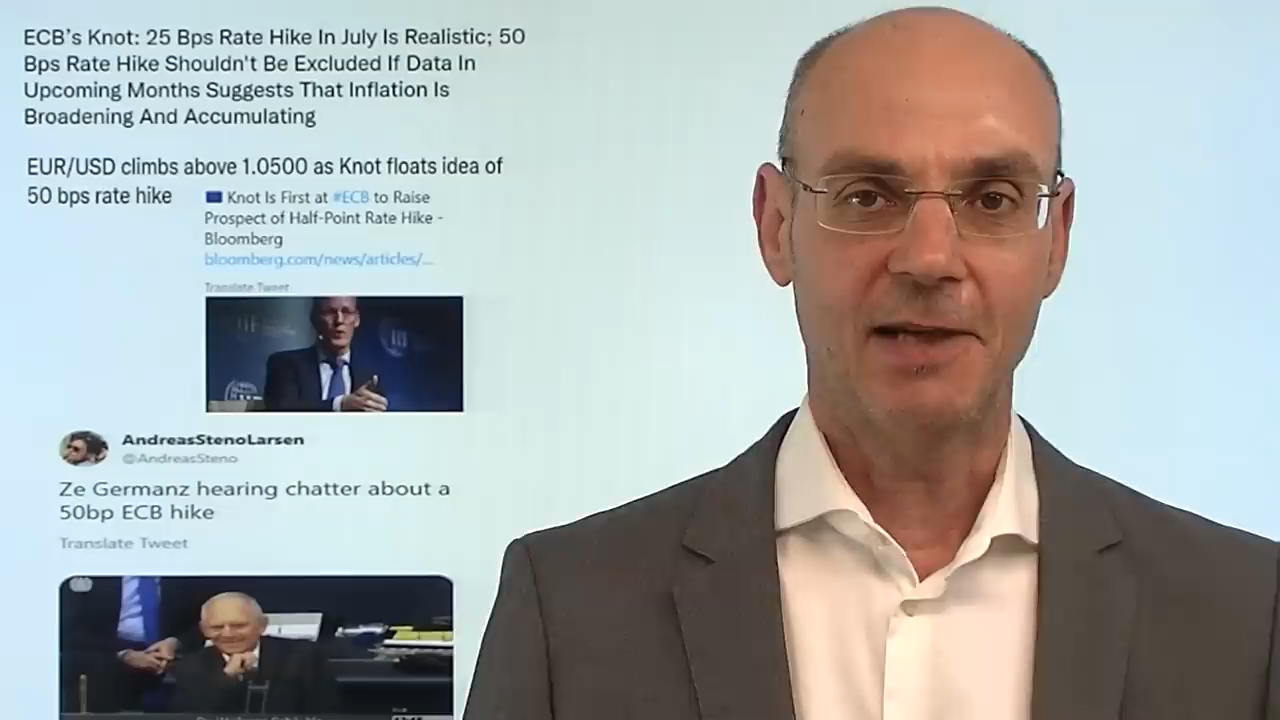 ECB's Knot: 25 Bps Rate Hike In July Is Realistic; 50
Bps Rate Hike Shouldn't Be Excluded If Data In
Upcoming Months Suggests That Inflation Is
Broadening And Accumulating
EUR/USD climbs above 1.0500 as Knot floats idea of
50 bps rate hike
Knot Is First at #ECB to Raise
Prospect of Half-Point Rate Hike -
Bloomberg
bloomberg.com/news/articles/...
Translate Tweet
AndreasStenoLarsen
@AndreasSteno
Ze Germanz hearing chatter about a
50bp ECB hike
Translate Tweet